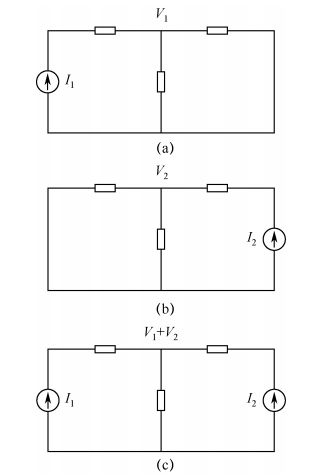 V₁
I₁
(a)
V₂
I₂
(b)
V₁+V₂
I₁
I₂
(c)